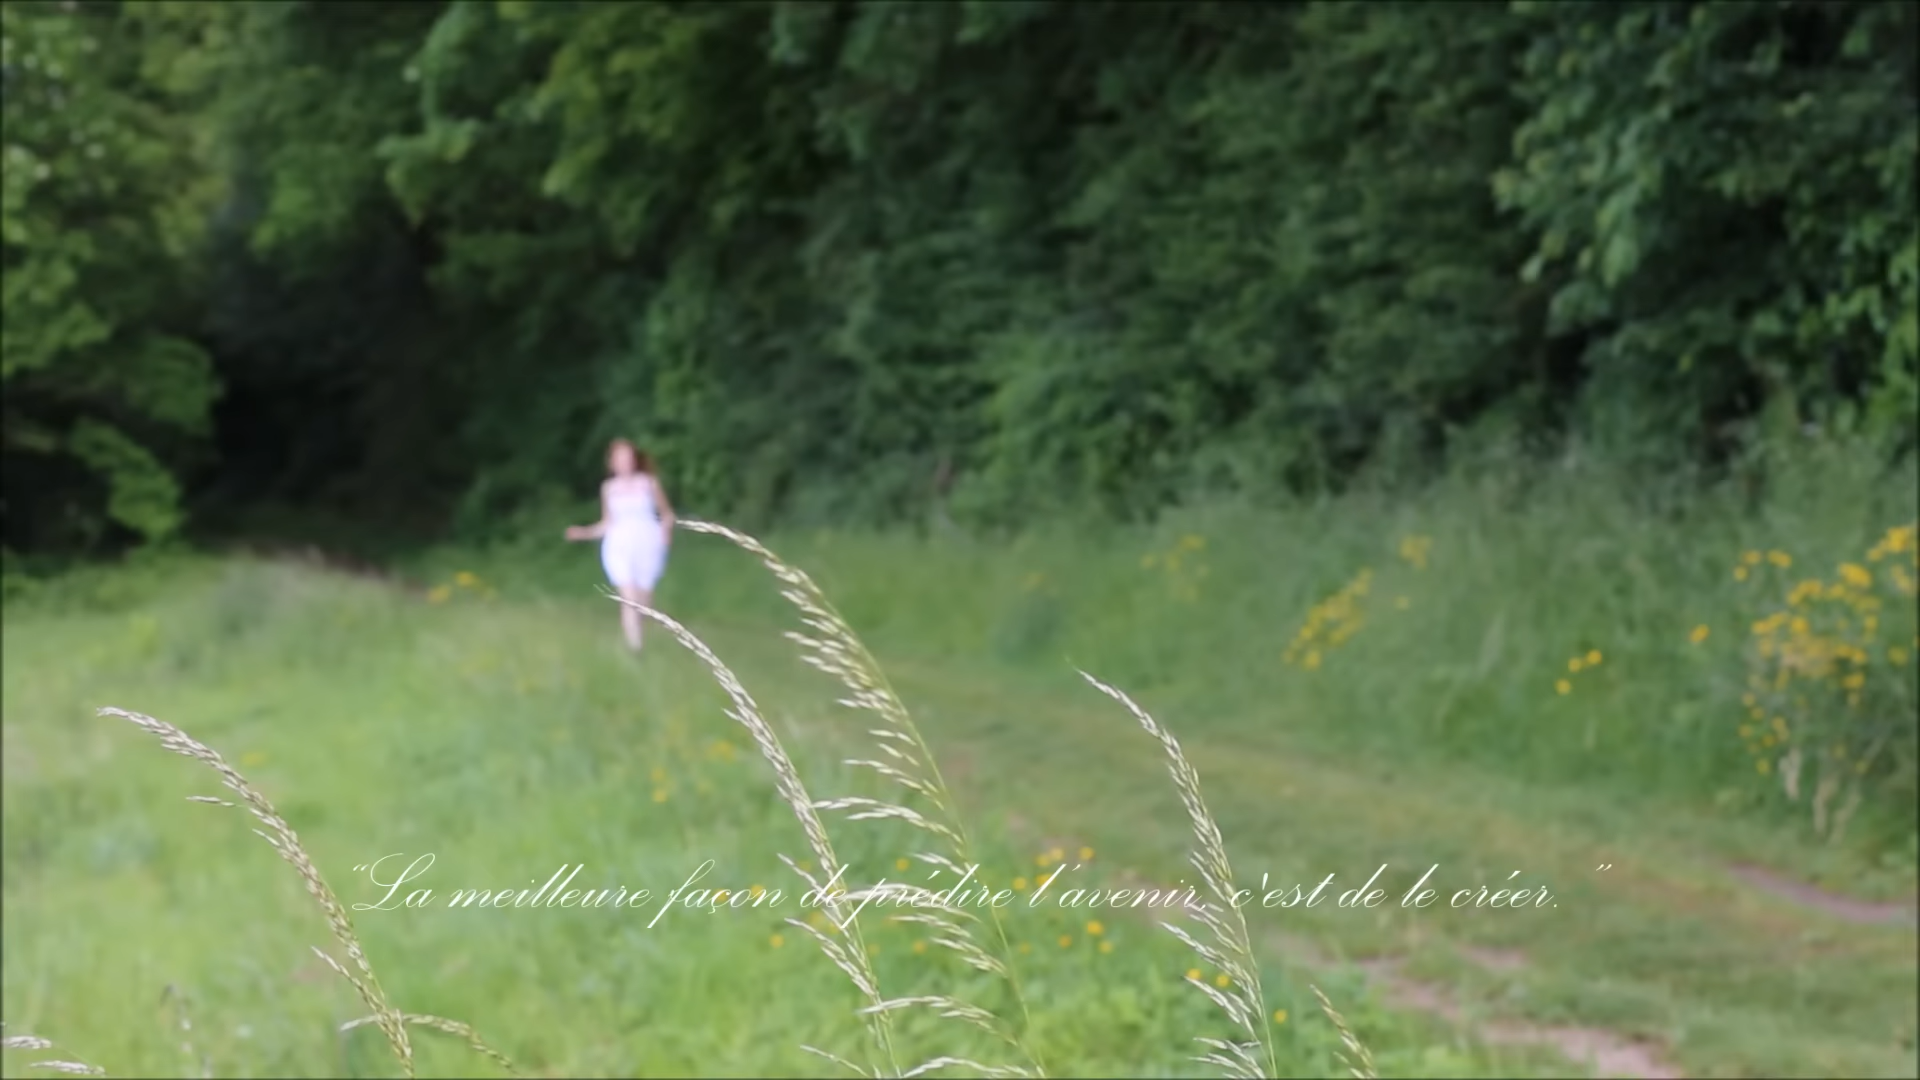 “La meilleure façon de prédire l'avenir, c'est de le créer. ”